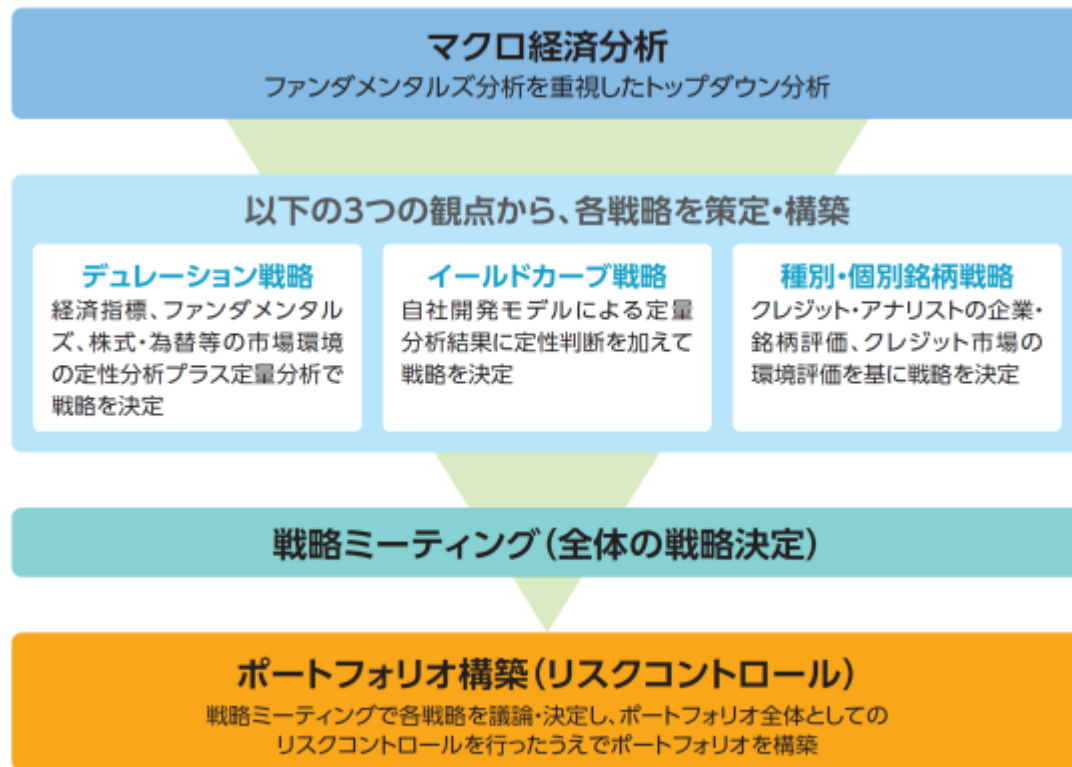 マクロ経済分析
ファンダメンタルズ分析を重視したトップダウン分析
以下の3つの観点から、各戦略を策定・構築
デュレーション戦略
経済指標、ファンダメンタル
ズ、株式・為替等の市場環境
の定性分析プラス定量分析で
戦略を決定
イールドカーブ戦略
自社開発モデルによる定量
分析結果に定性判断を加えて
戦略を決定
種別・個別銘柄戦略
クレジット・アナリストの企業・
銘柄評価、クレジット市場の
環境評価を基に戦略を決定
戦略ミーティング(全体の戦略決定)
ポートフォリオ構築(リスクコントロール)
戦略ミーティングで各戦略を議論・決定し、ポートフォリオ全体としての
リスクコントロールを行ったうえでポートフォリオを構築